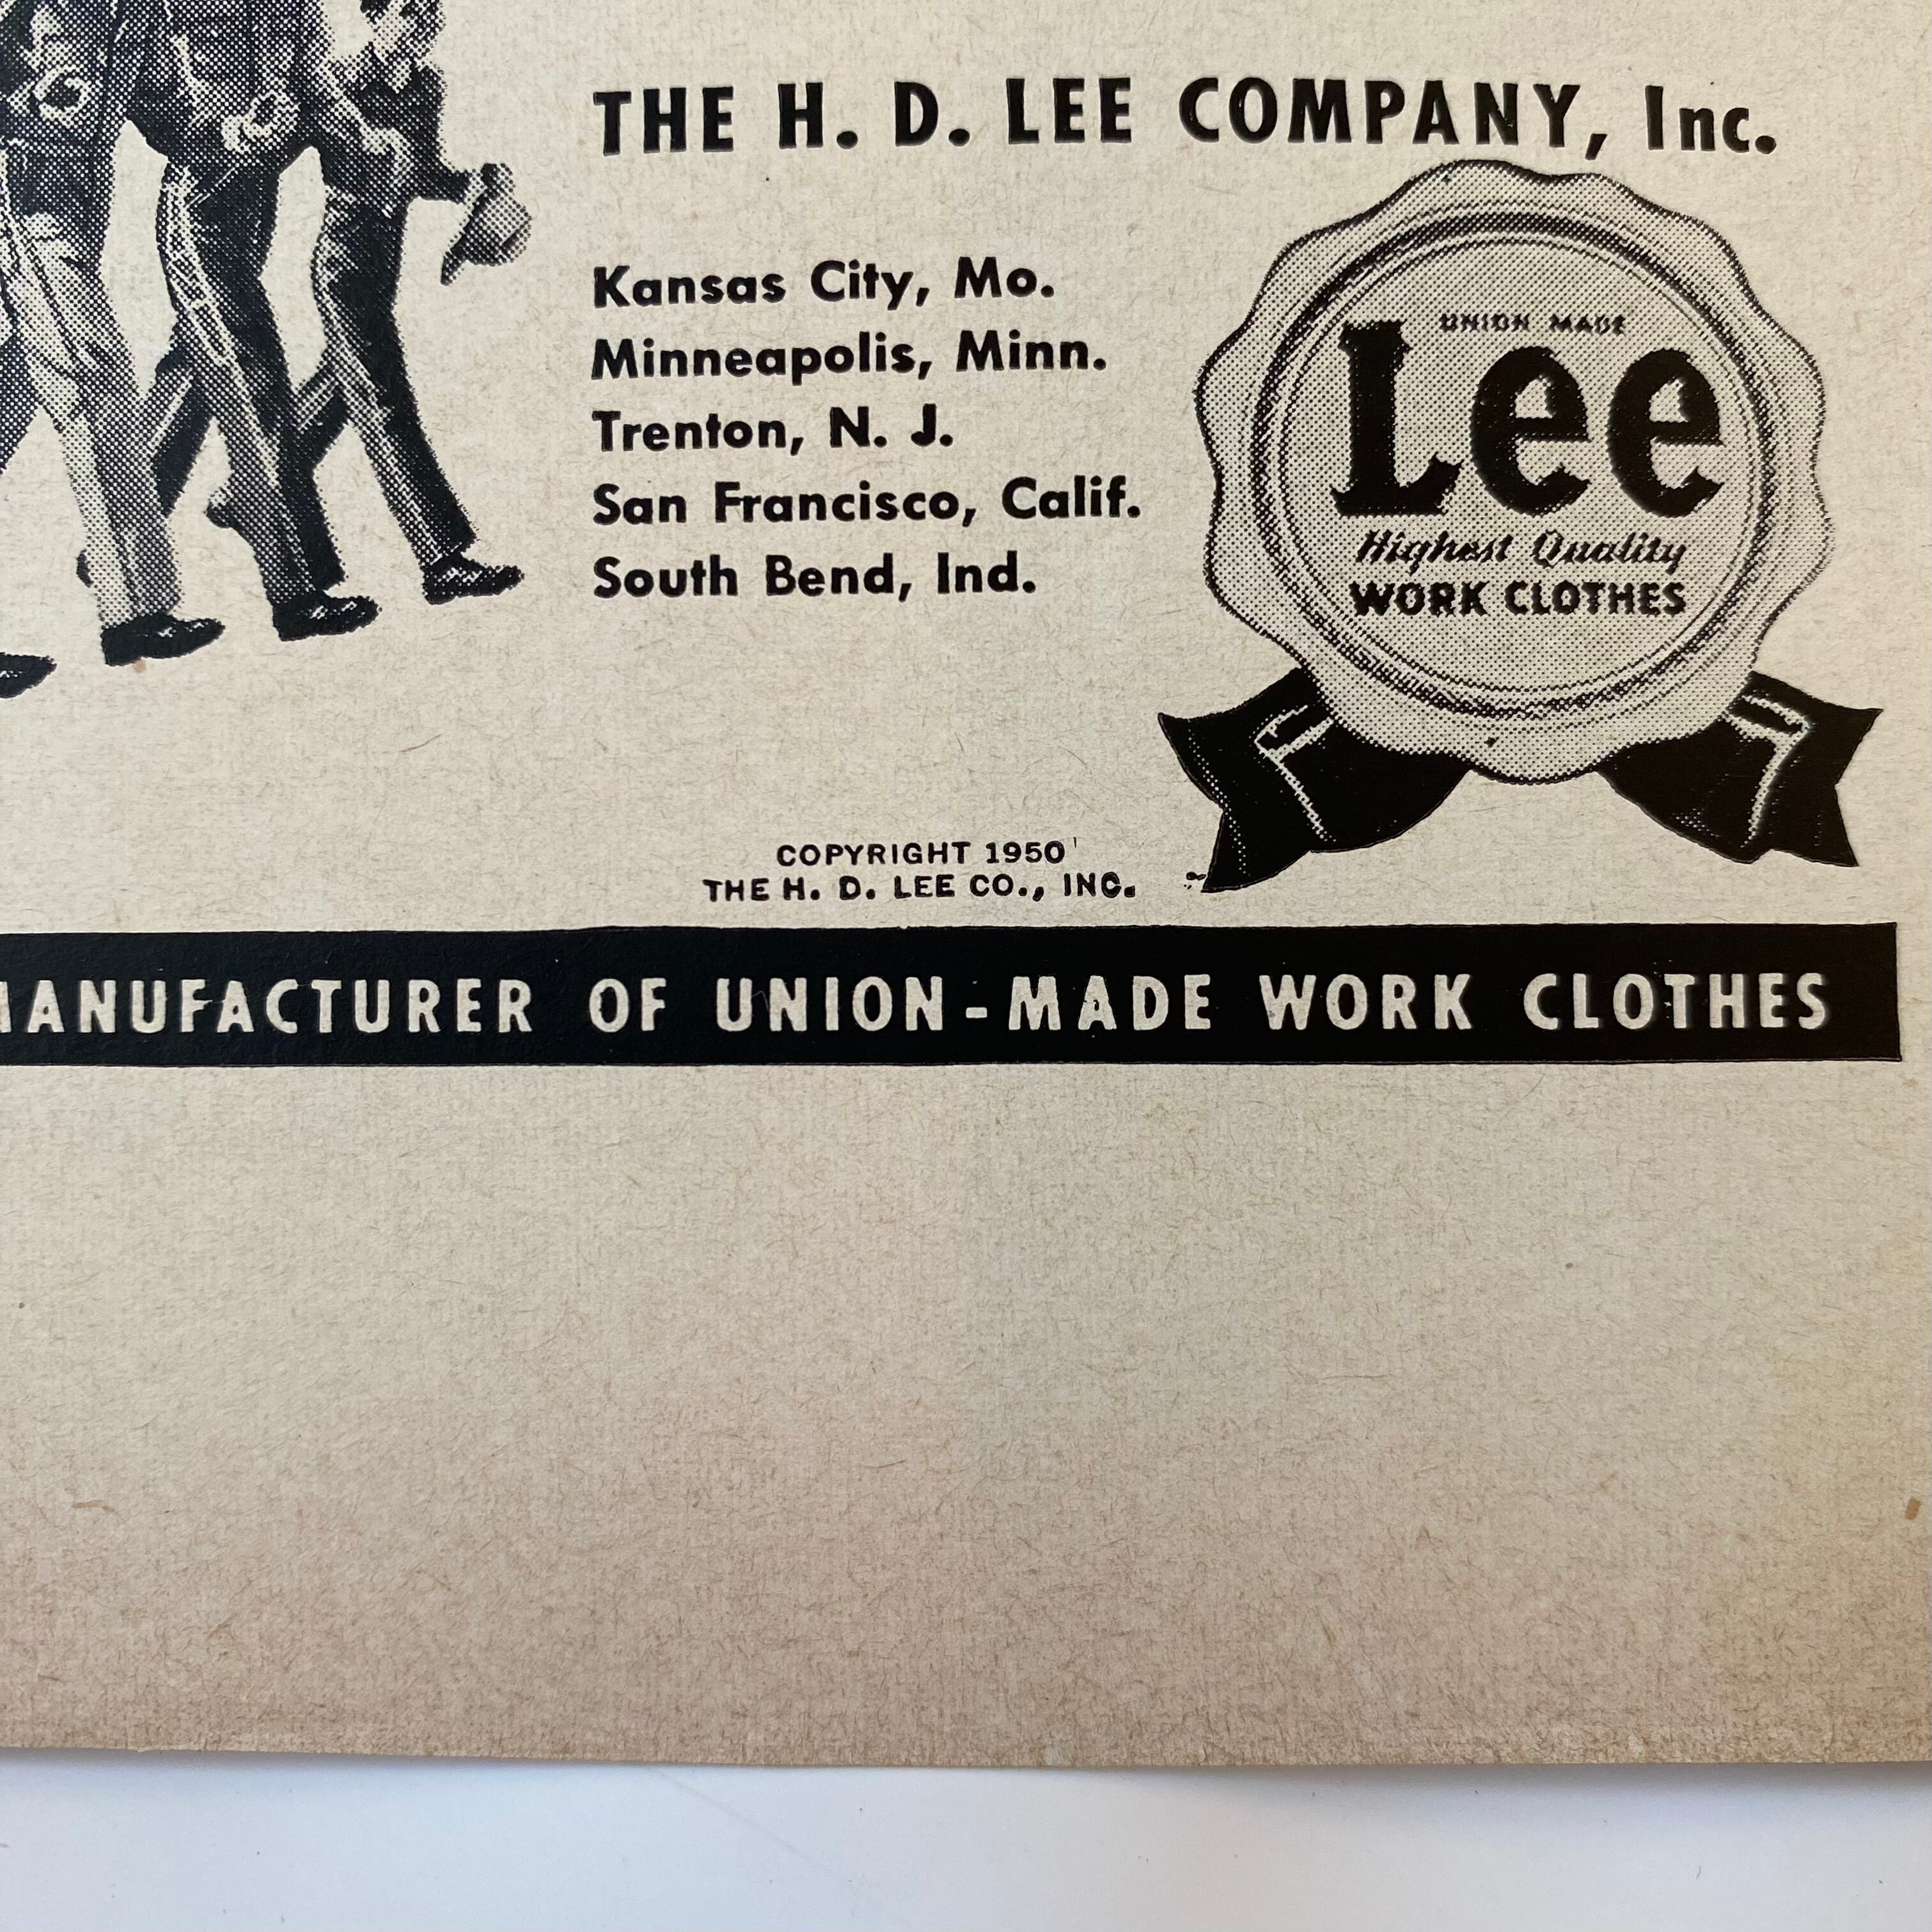 THE H. D. LEE COMPANY, Inc.
Kansas City, Mo.
Minneapolis, Minn.
Trenton, N. J.
San Francisco, Calif.
South Bend, Ind.
UNION MADE
Lee
Highest Quality
WORK CLOTHES
COPYRIGHT 1950
THE H. D. LEE CO., INC.
MANUFACTURER OF UNION-MADE WORK CLOTHES